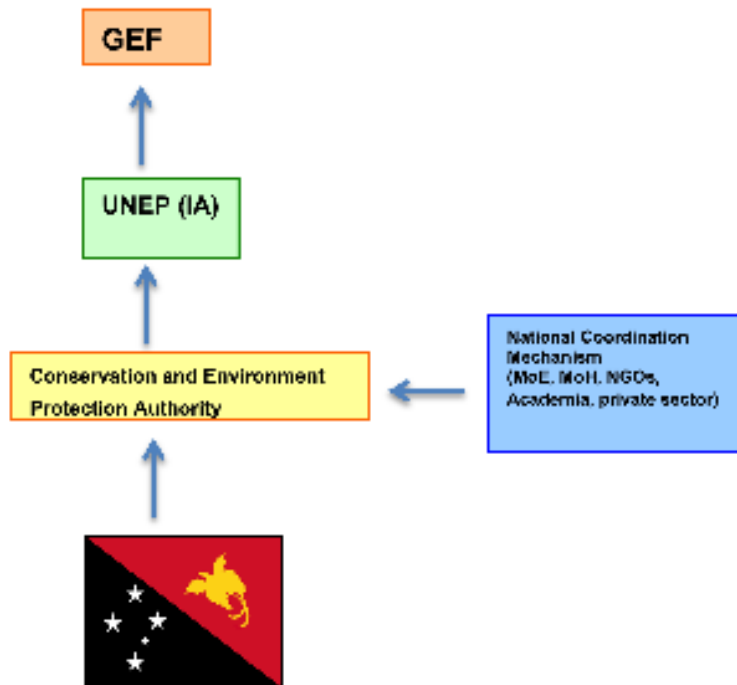 GEF
UNEP (IA)
Conservation and Environment
Protection Authority
National Coordination
Mechanism
(MoE, MoH, NGOs,
Academia, private sector)